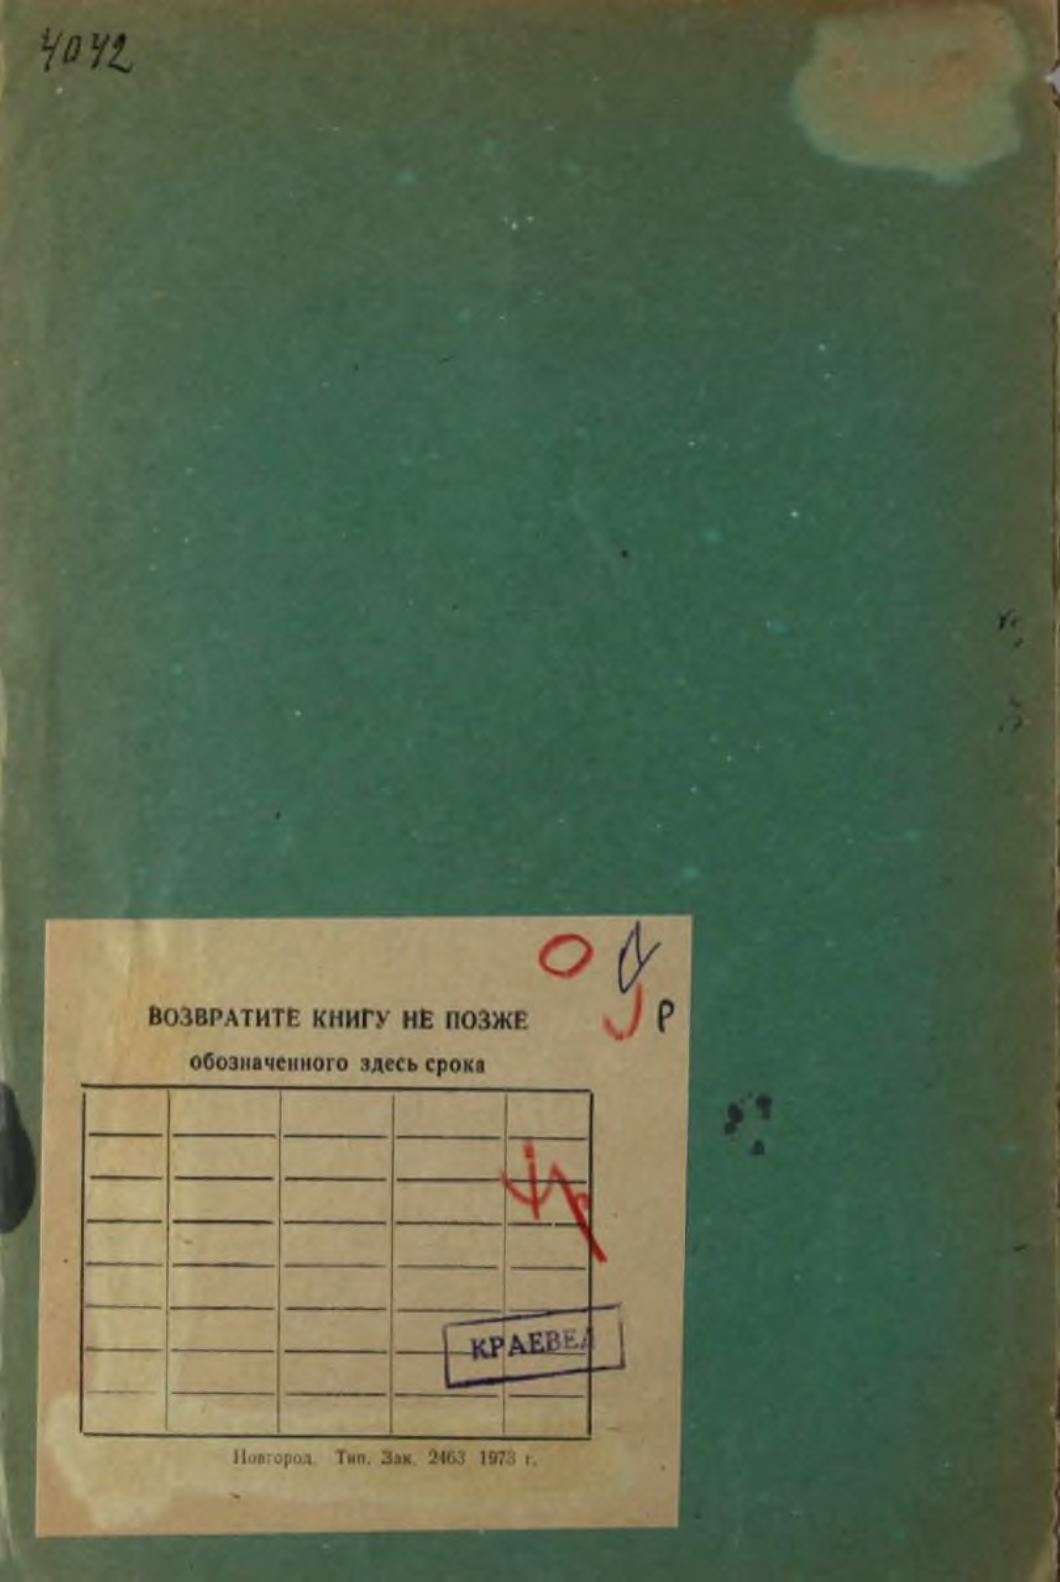 4042
ВОЗВРАТИТЕ КНИГУ НЕ ПОЗЖЕ
обозначенного здесь срока
КРАЕВЕД
Новгород. Тип. Зак. 2463 1973 г.